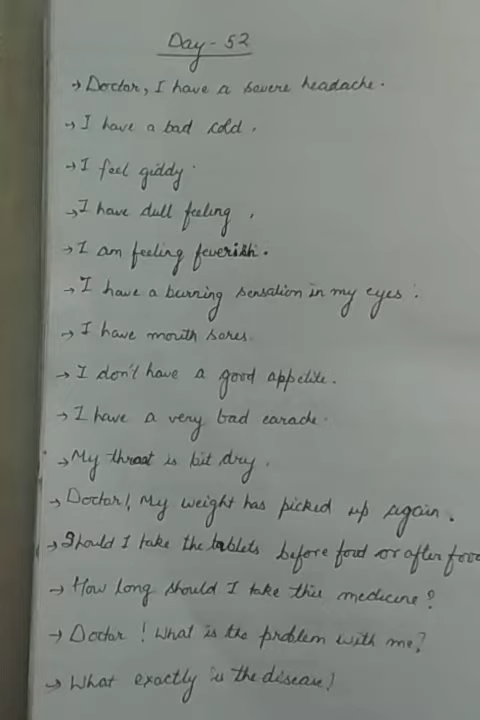 Day - 52
→ Doctor, I have a severe headache.
→ I have a bad cold.
→ I feel giddy.
→ I have dull feeling.
→ I am feeling feverish.
→ I have a burning sensation in my eyes.
→ I have mouth sores.
→ I don't have a good appetite.
→ I have a very bad earache.
→ My throat is bit dry.
→ Doctor! My weight has picked up again.
→ Should I take the tablets before food or after food
→ How long should I take this medicine?
→ Doctor! What is the problem with me?
→ What exactly is the disease!